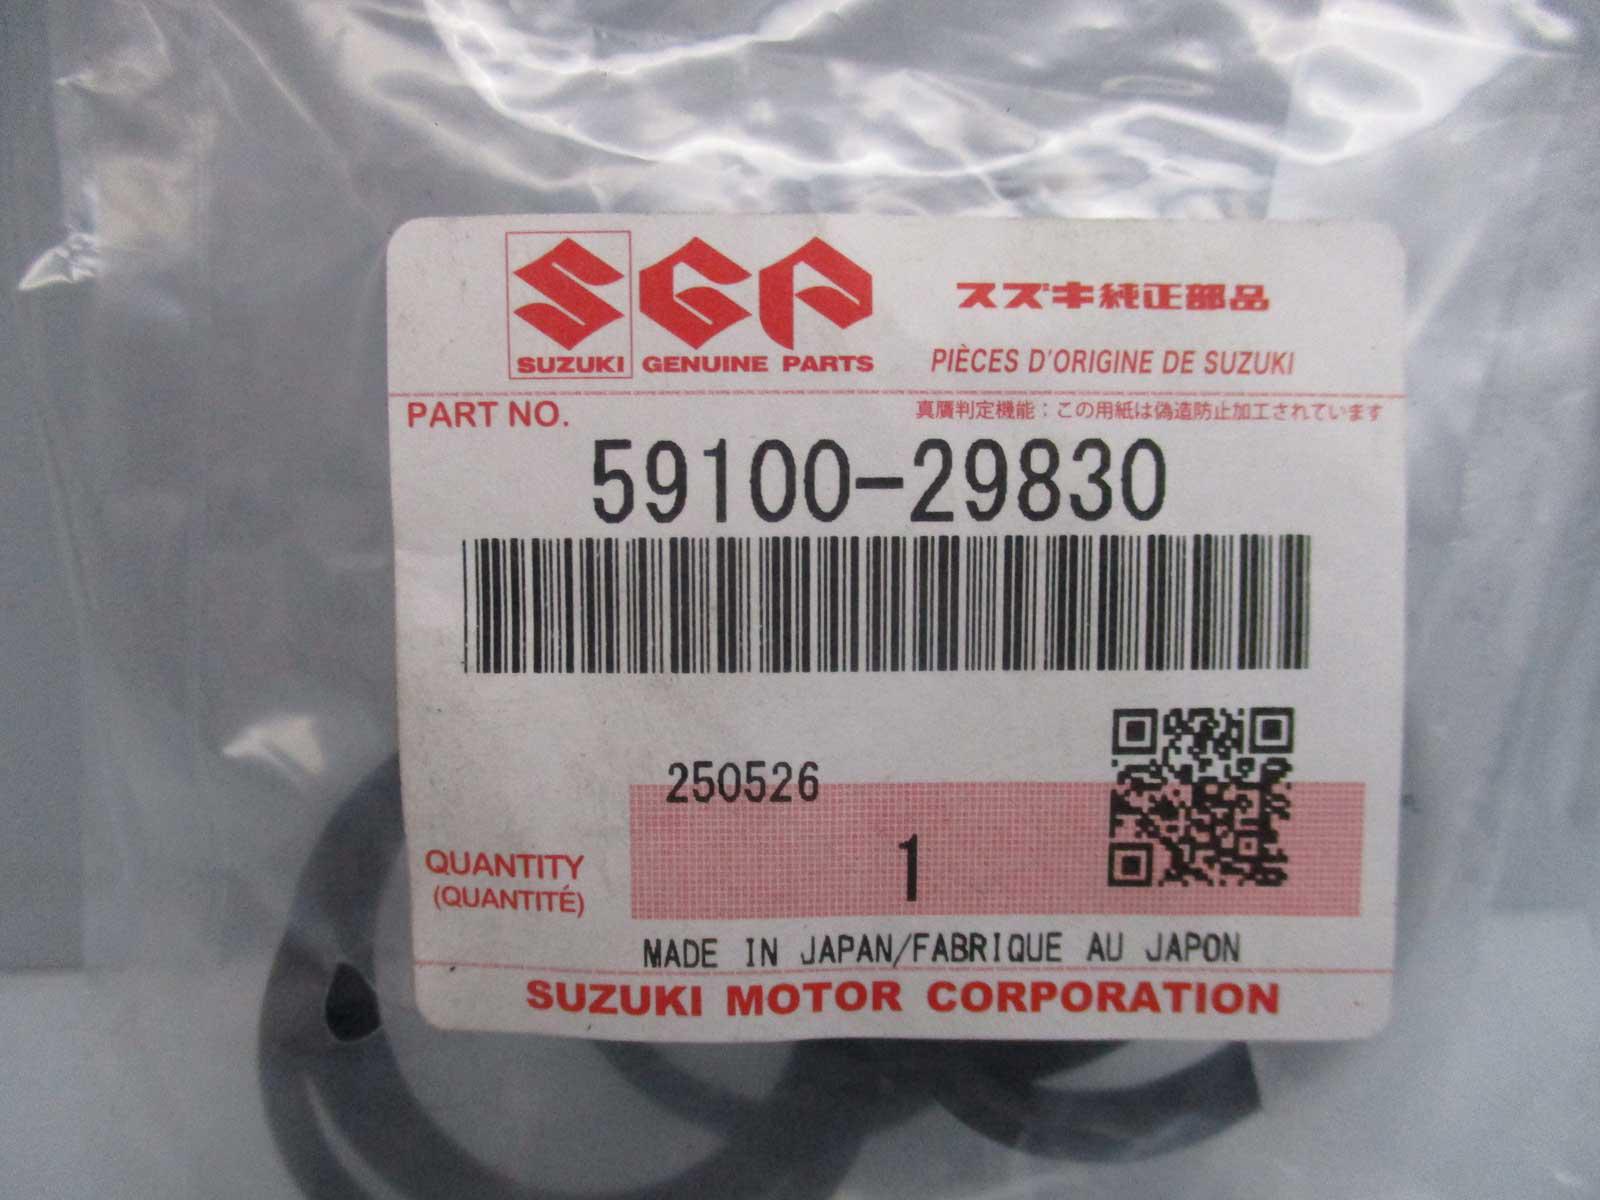 SGP
スズキ純正部品
SUZUKI GENUINE PARTS
PIÈCES D'ORIGINE DE SUZUKI
PART NO.
真贋判定機能：この用紙は偽造防止加工されています
59100-29830
250526
QUANTITY
(QUANTITÉ)
1
MADE IN JAPAN/FABRIQUE AU JAPON
SUZUKI MOTOR CORPORATION